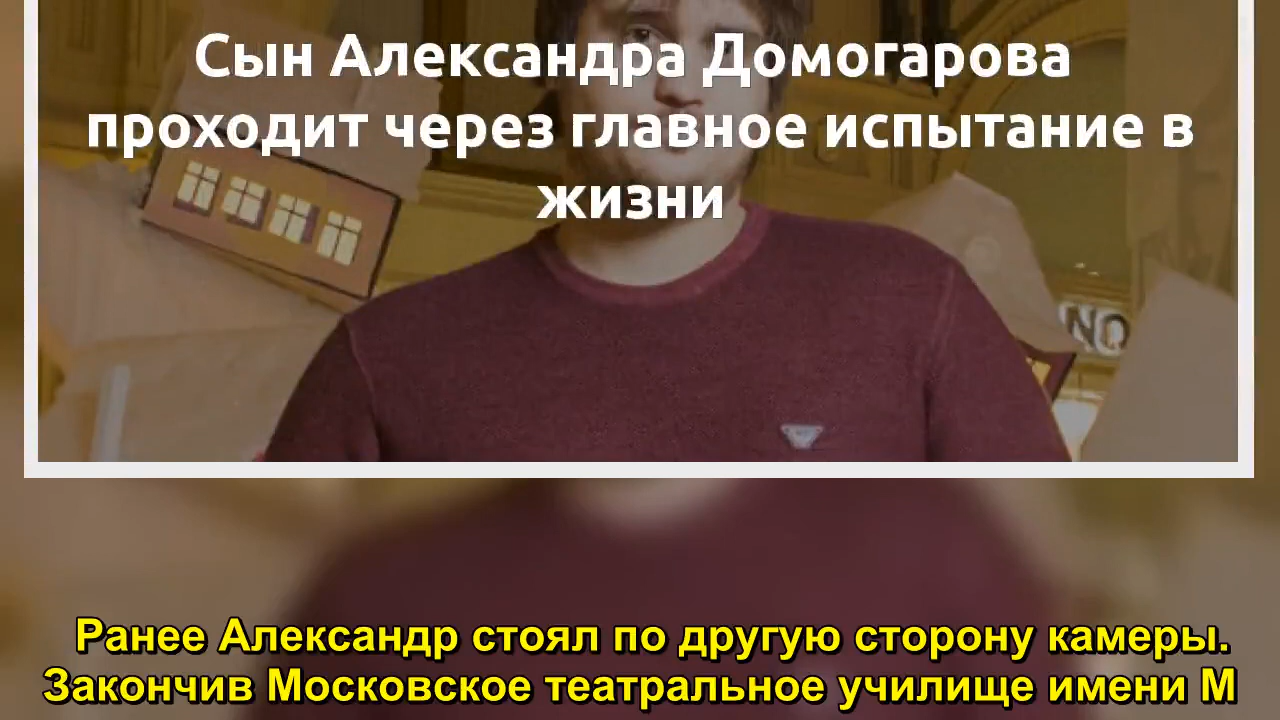 Сын Александра Домогарова
проходит через главное испытание в
жизни
NO
Ранее Александр стоял по другую сторону камеры.
Закончив Московское театральное училище имени М